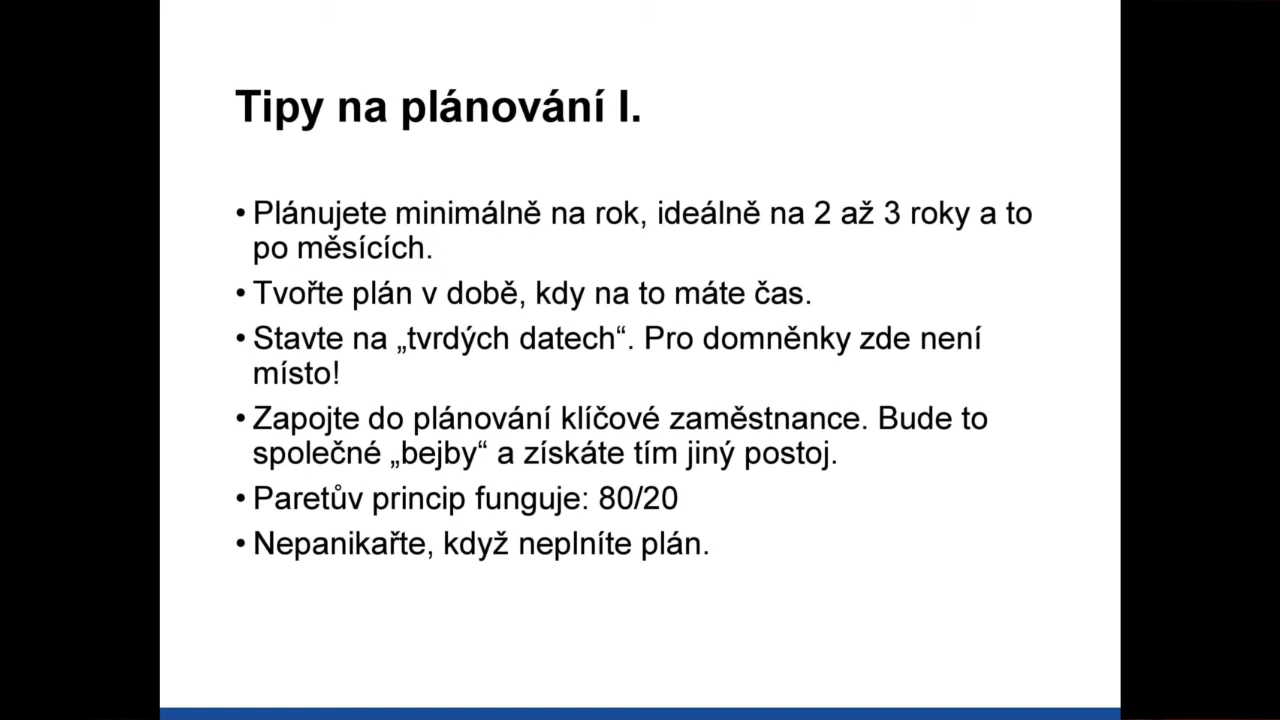 Tipy na plánování I.
• Plánujete minimálně na rok, ideálně na 2 až 3 roky a to
po měsících.
• Tvořte plán v době, kdy na to máte čas.
• Stavte na „tvrdých datech“. Pro domněnky zde není
místo!
• Zapojte do plánování klíčové zaměstnance. Bude to
společné „bejby“ a získáte tím jiný postoj.
• Paretův princip funguje: 80/20
• Nepanikařte, když neplníte plán.